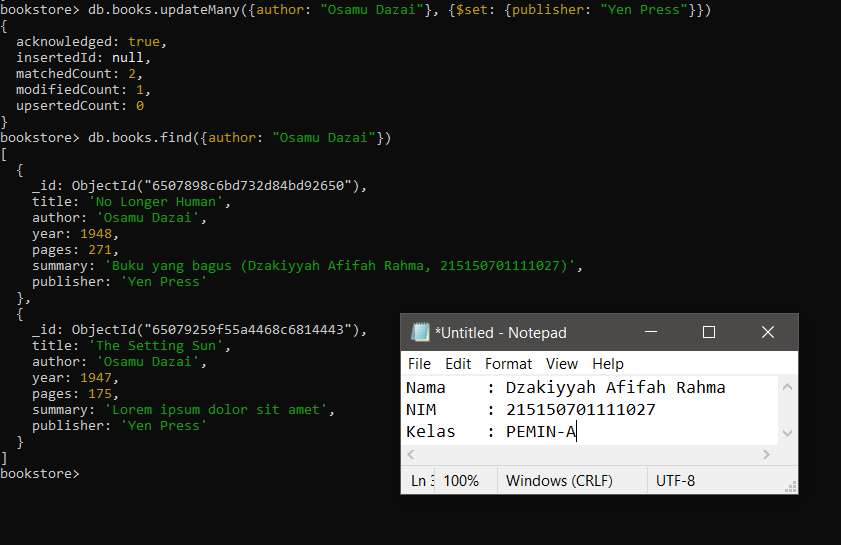 bookstore> db.books.updateMany({author: "Osamu Dazai"}, {$set: {publisher: "Yen Press"}})
{
  acknowledged: true,
  insertedId: null,
  matchedCount: 2,
  modifiedCount: 1,
  upsertedCount: 0
}
bookstore> db.books.find({author: "Osamu Dazai"})
[
  {
    _id: ObjectId("6507898c6bd732d84bd92650"),
    title: 'No Longer Human',
    author: 'Osamu Dazai',
    year: 1948,
    pages: 271,
    summary: 'Buku yang bagus (Dzakiyyah Afifah Rahma, 215150701111027)',
    publisher: 'Yen Press'
  },
  {
    _id: ObjectId("65079259f55a4468c6814443"),
    title: 'The Setting Sun',
    author: 'Osamu Dazai',
    year: 1947,
    pages: 175,
    summary: 'Lorem ipsum dolor sit amet',
    publisher: 'Yen Press'
  }
]
bookstore>
*Untitled - Notepad
File Edit Format View Help
Nama    : Dzakiyyah Afifah Rahma
NIM     : 215150701111027
Kelas   : PEMIN-A
Ln 3 100% Windows (CRLF) UTF-8